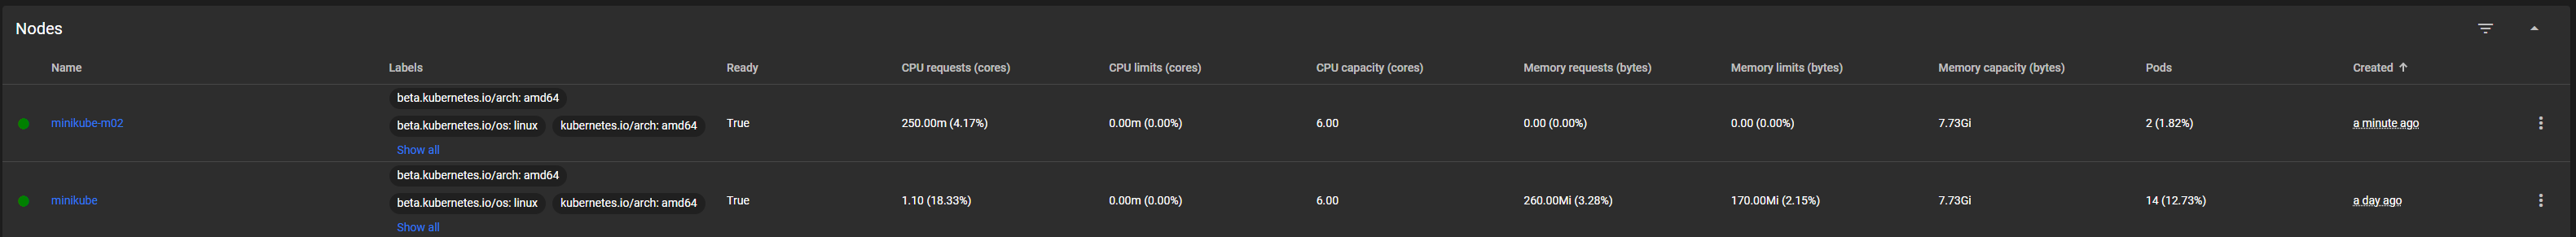 Nodes
Name Labels Ready CPU requests (cores) CPU limits (cores) CPU capacity (cores) Memory requests (bytes) Memory limits (bytes) Memory capacity (bytes) Pods Created ↑
beta.kubernetes.io/arch: amd64
minikube-m02 beta.kubernetes.io/os: linux kubernetes.io/arch: amd64 True 250.00m (4.17%) 0.00m (0.00%) 6.00 0.00 (0.00%) 0.00 (0.00%) 7.73Gi 2 (1.82%) a minute ago
Show all
beta.kubernetes.io/arch: amd64
minikube beta.kubernetes.io/os: linux kubernetes.io/arch: amd64 True 1.10 (18.33%) 0.00m (0.00%) 6.00 260.00Mi (3.28%) 170.00Mi (2.15%) 7.73Gi 14 (12.73%) a day ago
Show all